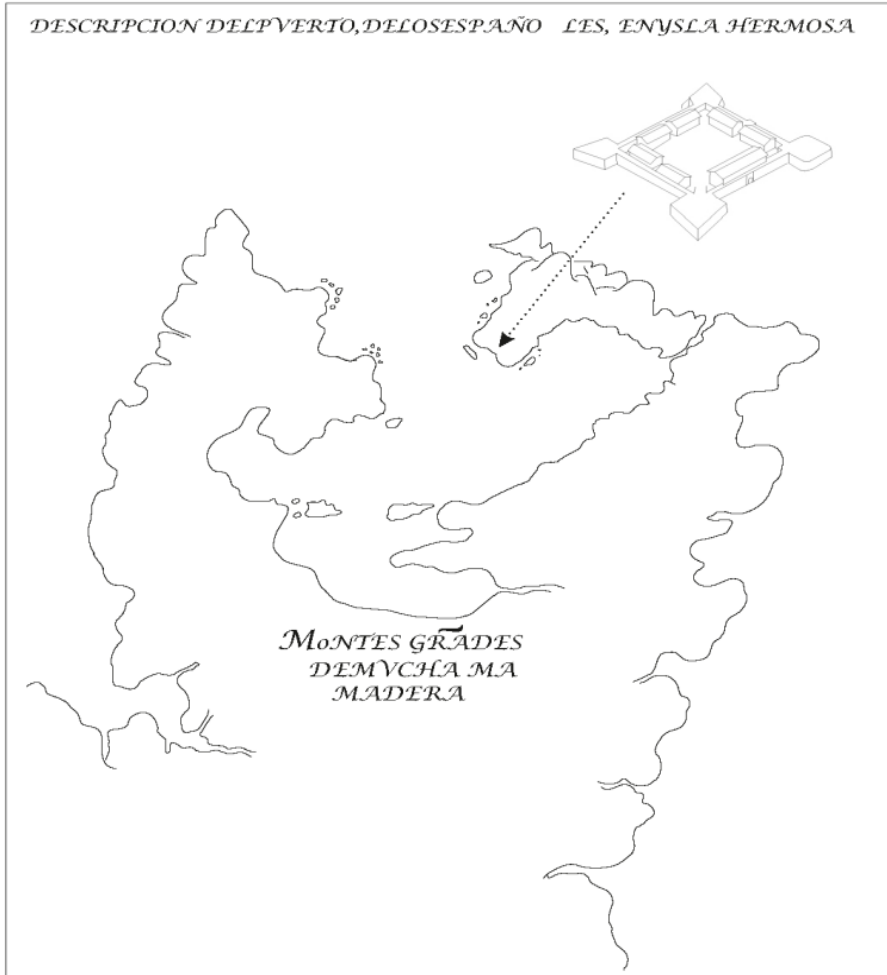 DESCRIPCION DELPVERTO, DELOSESPAÑO LES, ENYSLA HERMOSA
MoNTES GRÃDES
DEMVCHA MA
MADERA